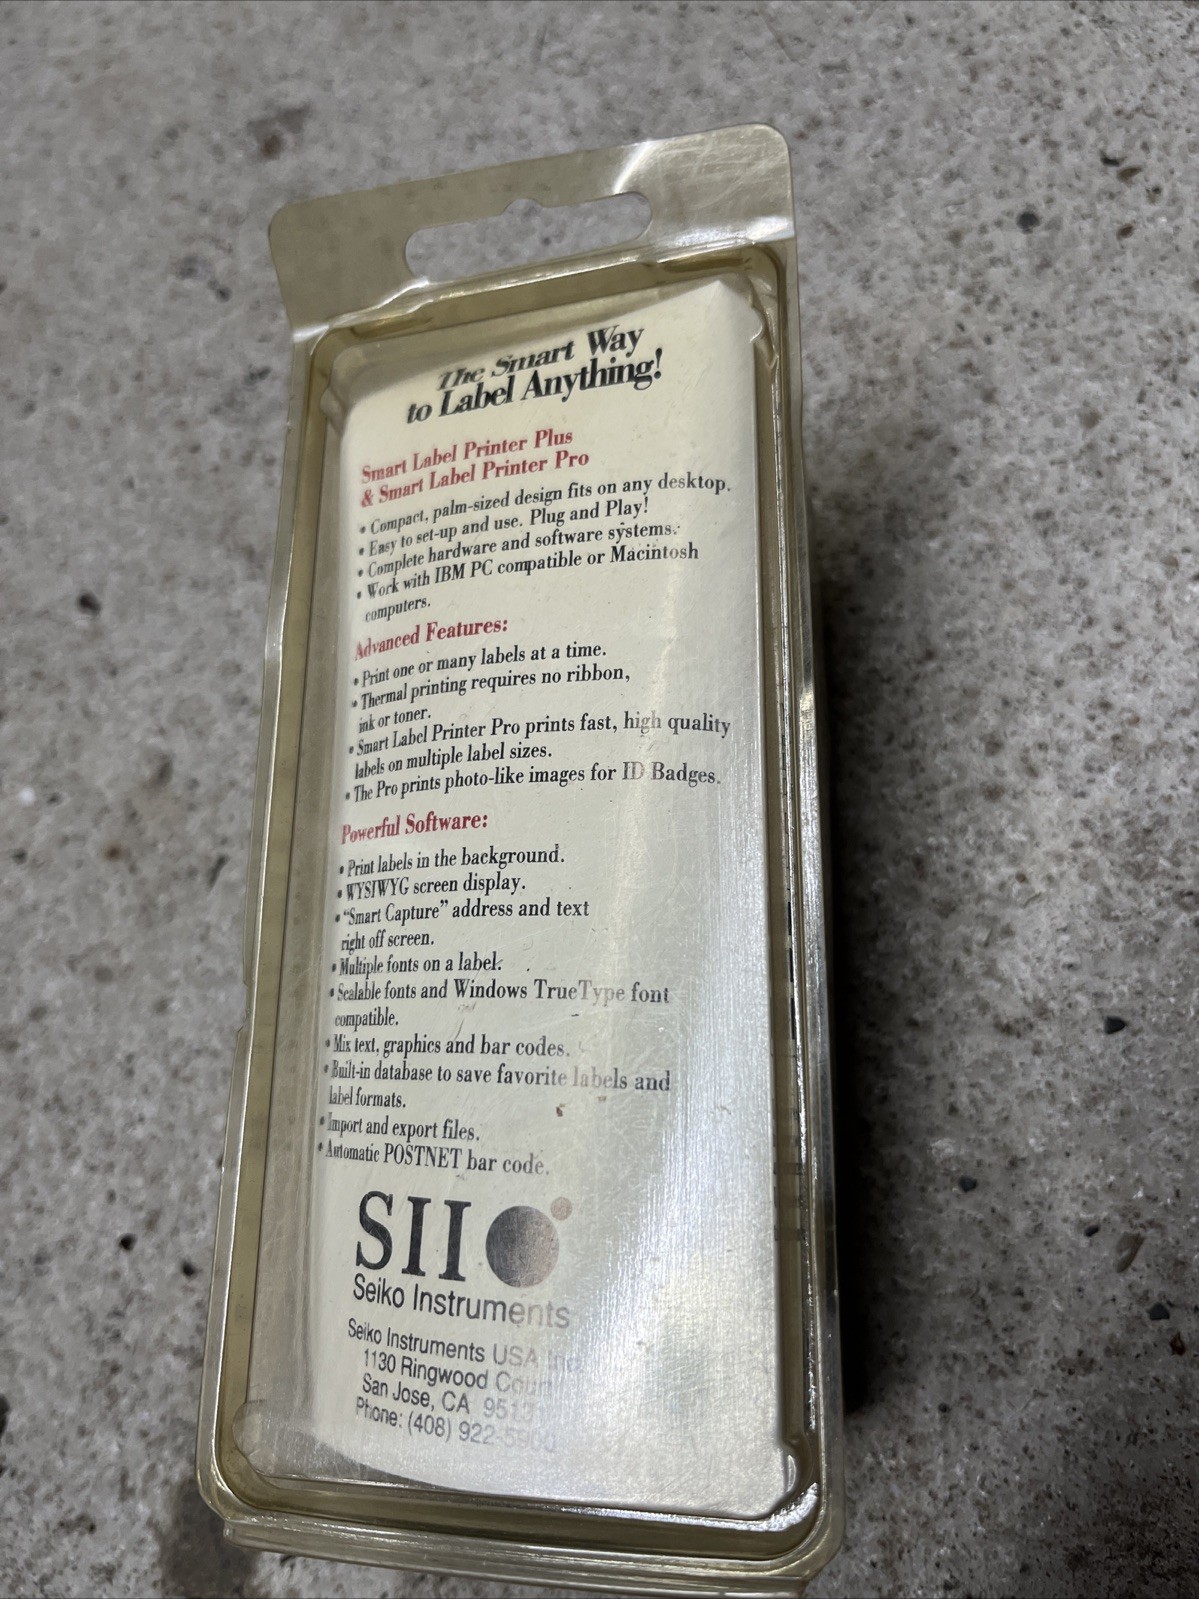 The Smart Way
to Label Anything!
Smart Label Printer Plus
& Smart Label Printer Pro
• Compact, palm-sized design fits on any desktop.
• Easy to set-up and use. Plug and Play!
• Complete hardware and software systems.
• Work with IBM PC compatible or Macintosh
computers.
Advanced Features:
• Print one or many labels at a time.
• Thermal printing requires no ribbon,
ink or toner.
• Smart Label Printer Pro prints fast, high quality
labels on multiple label sizes.
• The Pro prints photo-like images for ID Badges.
Powerful Software:
• Print labels in the background.
• WYSIWYG screen display.
• “Smart Capture” address and text
right off screen.
• Multiple fonts on a label.
• Scalable fonts and Windows TrueType font
compatible.
• Mix text, graphics and bar codes.
• Built-in database to save favorite labels and
label formats.
• Import and export files.
• Automatic POSTNET bar code.
SII
Seiko Instruments
Seiko Instruments USA Inc.
1130 Ringwood Court
San Jose, CA
Phone: (408) 922-5900